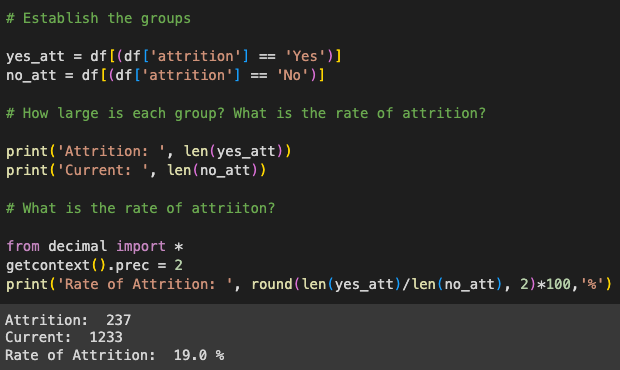 # Establish the groups
yes_att = df[(df['attrition'] == 'Yes')]
no_att = df[(df['attrition'] == 'No')]
# How large is each group? What is the rate of attrition?
print('Attrition: ', len(yes_att))
print('Current: ', len(no_att))
# What is the rate of attriiton?
from decimal import *
getcontext().prec = 2
print('Rate of Attrition: ', round(len(yes_att)/len(no_att), 2)*100,'%')
Attrition:  237
Current:  1233
Rate of Attrition:  19.0 %